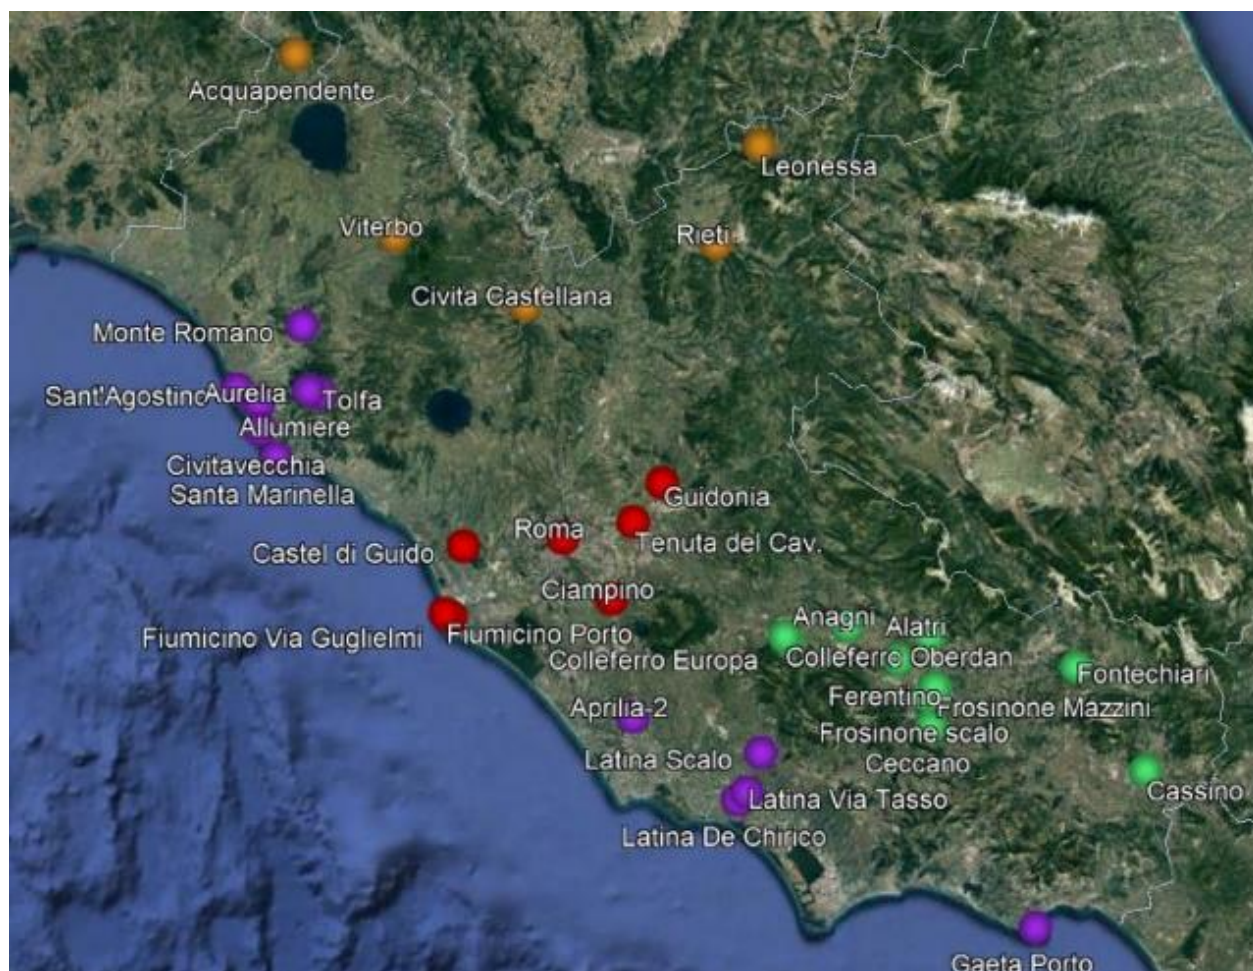 Acquapendente
Leonessa
Viterbo
Rieti
Civita Castellana
Monte Romano
Sant'Agostino
Aurelia
Tolfa
Allumiere
Civitavecchia
Santa Marinella
Guidonia
Roma
Tenuta del Cav.
Castel di Guido
Ciampino
Fiumicino Via Guglielmi
Fiumicino Porto
Anagni
Alatri
Colleferro Europa
Colleferro Oberdan
Fontechiari
Ferentino
Frosinone Mazzini
Aprilia-2
Frosinone scalo
Latina Scalo
Ceccano
Cassino
Latina Via Tasso
Latina De Chirico
Gaeta Porto